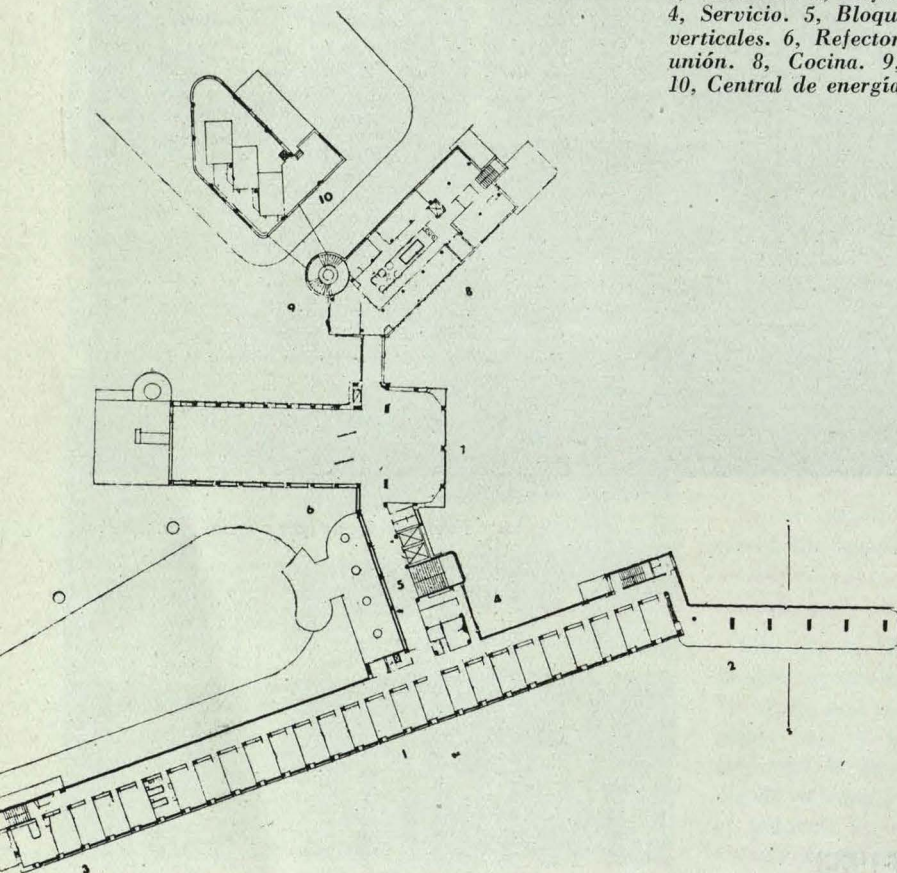 4, Servicio. 5, Bloqu
verticales. 6, Refector
unión. 8, Cocina. 9,
10, Central de energía
10
9
8
7
6
5
4
2
1
3